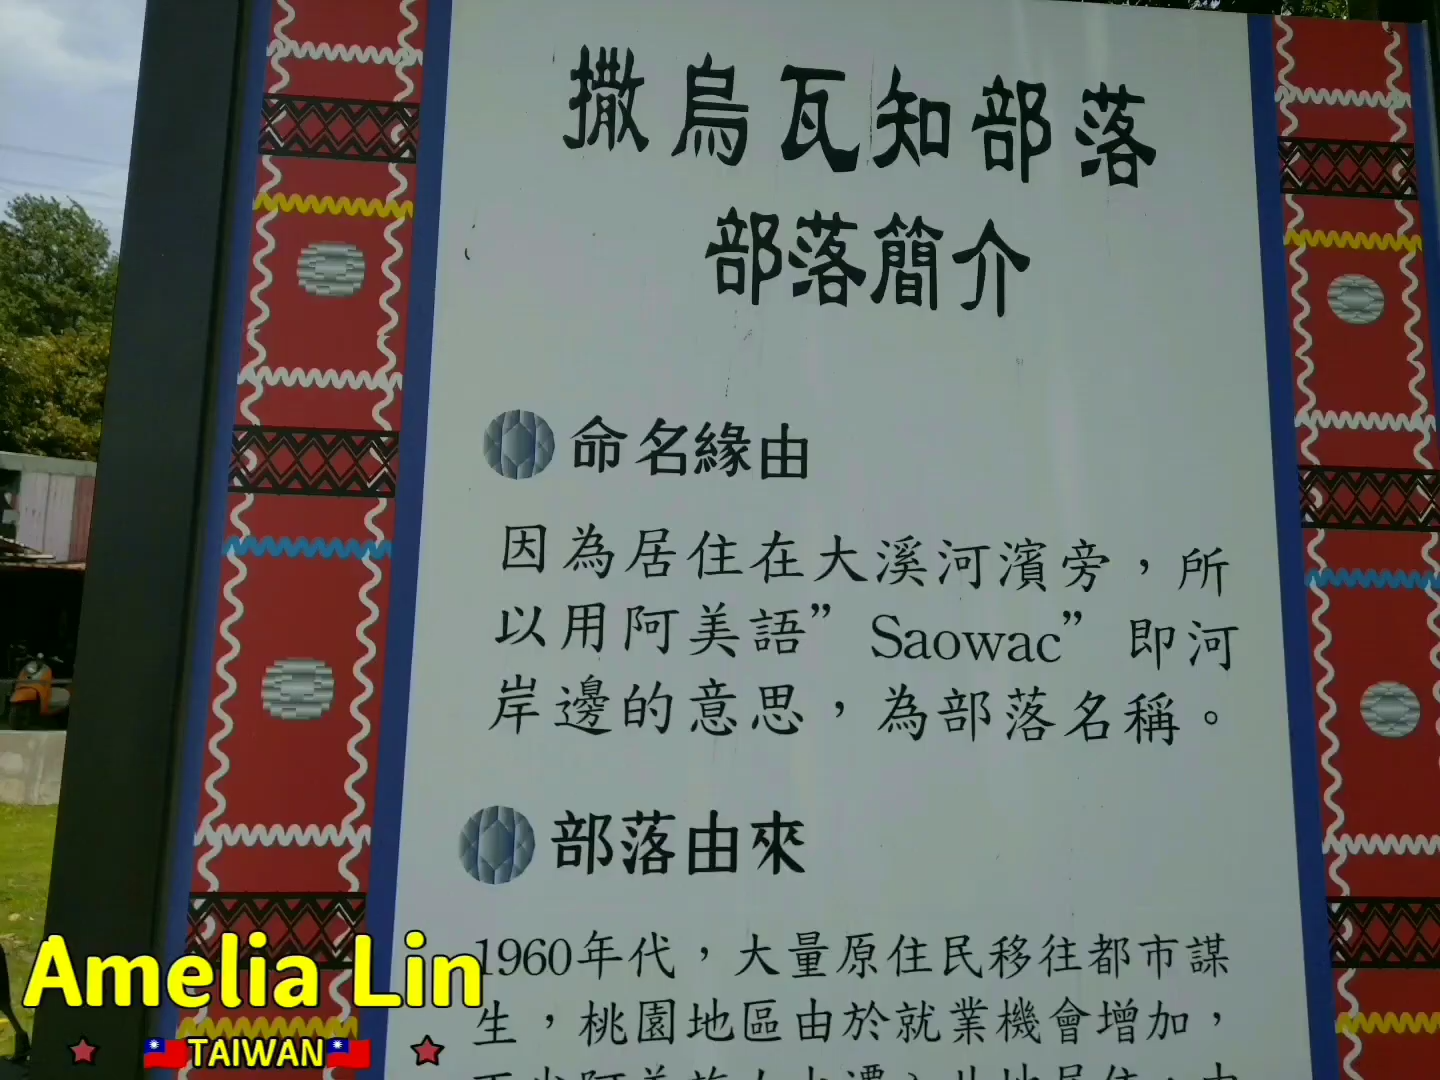 撒烏瓦知部落
部落簡介
命名緣由
因為居住在大溪河濱旁，所
以用阿美語”Saowac”即河
岸邊的意思，為部落名稱。
部落由來
1960年代，大量原住民移往都市謀
生，桃園地區由於就業機會增加，
Amelia Lin
TAIWAN